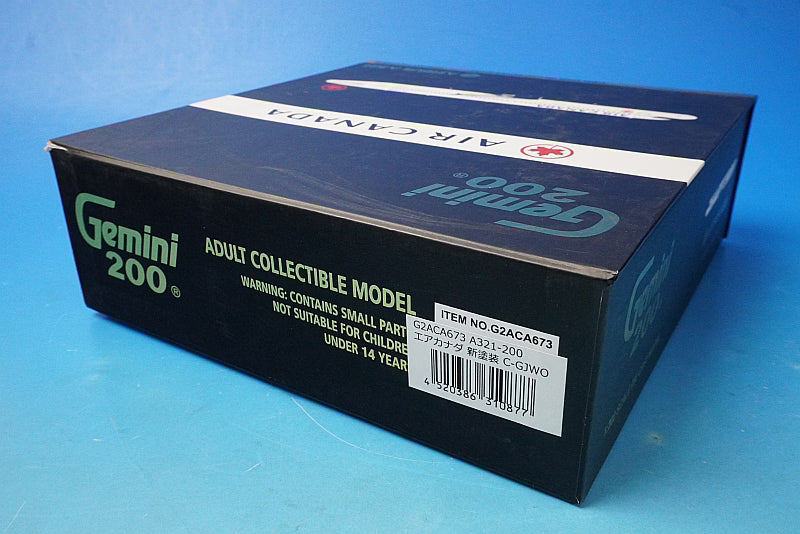 AIR CANADA
Gemini
200®
Gemini
200®
ADULT COLLECTIBLE MODEL
WARNING: CONTAINS SMALL PART
NOT SUITABLE FOR CHILDRE
UNDER 14 YEAR
ITEM NO.G2ACA673
G2ACA673 A321-200
エアカナダ 新塗装 C-GJWO
4 520386 310877
Gemini
200